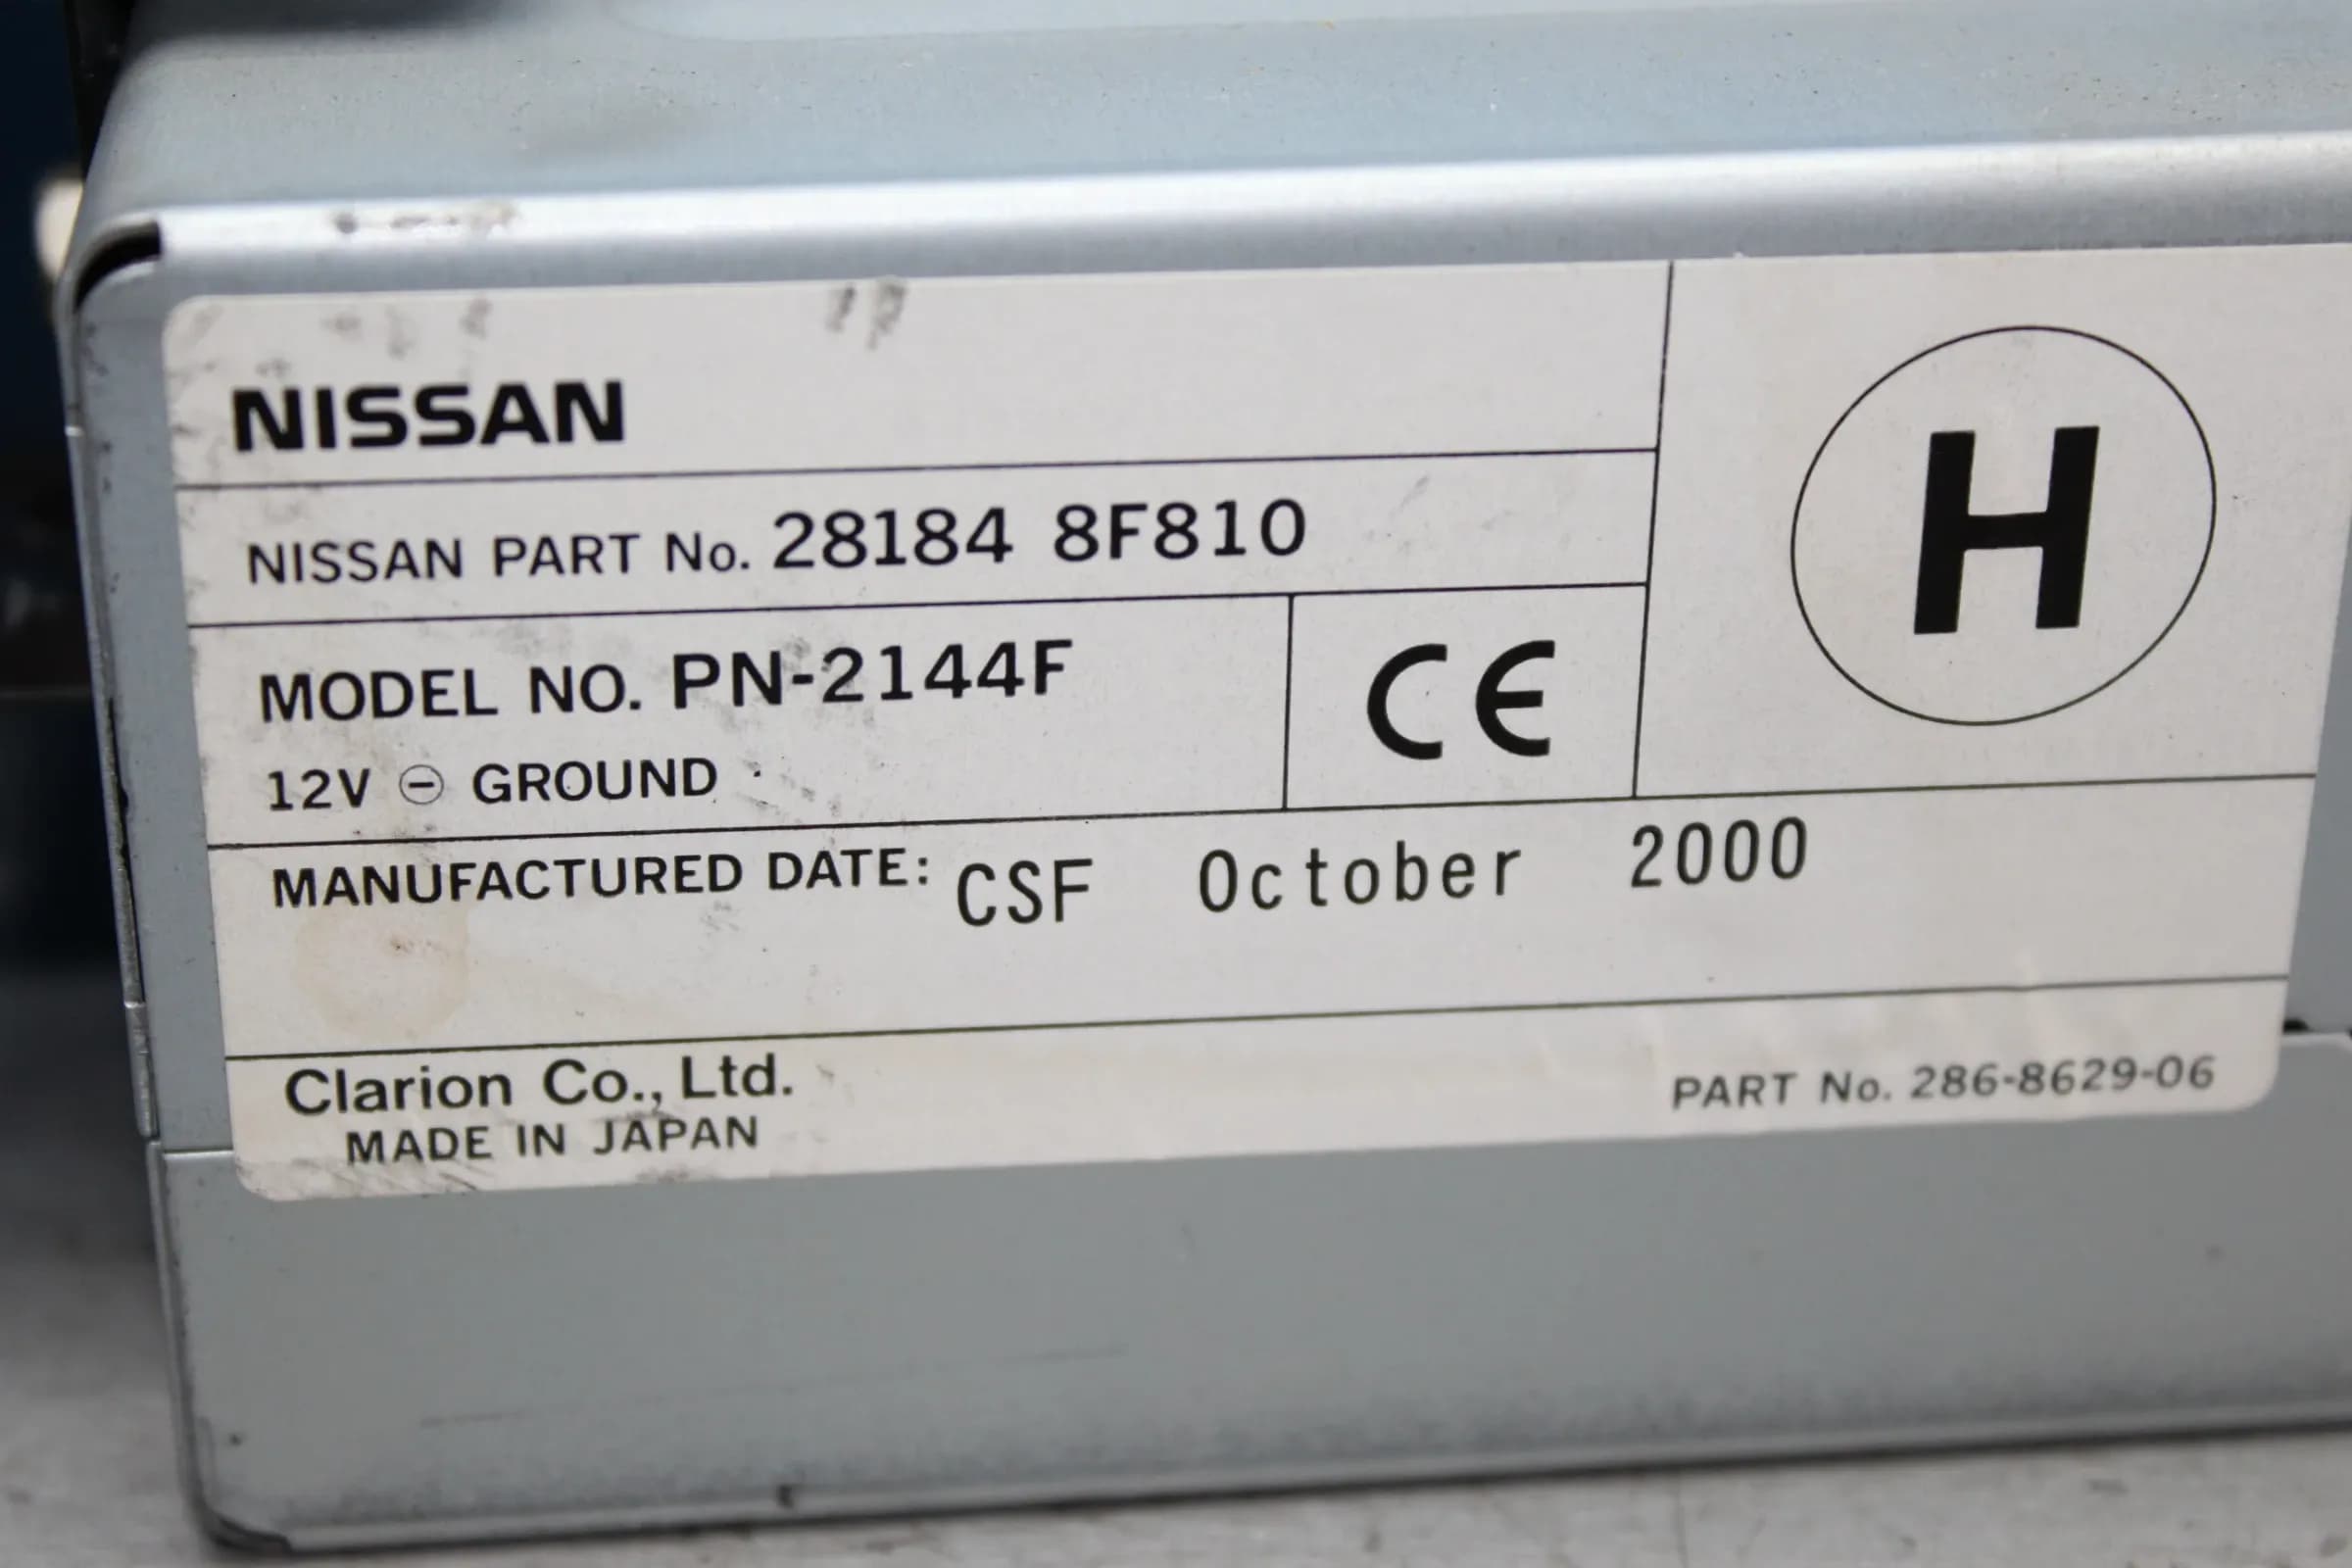 NISSAN
H
NISSAN PART No. 28184 8F810
MODEL NO. PN-2144F
12V ⊖ GROUND
CE
MANUFACTURED DATE: CSF October 2000
Clarion Co., Ltd.
MADE IN JAPAN
PART No. 286-8629-06